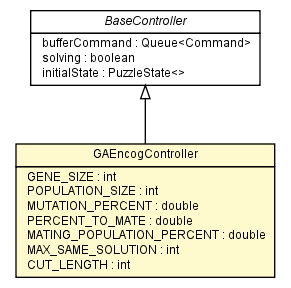 BaseController
bufferCommand : Queue<Command>
solving : boolean
initialState : PuzzleState<>
GAEncogController
GENE_SIZE : int
POPULATION_SIZE : int
MUTATION_PERCENT : double
PERCENT_TO_MATE : double
MATING_POPULATION_PERCENT : double
MAX_SAME_SOLUTION : int
CUT_LENGTH : int